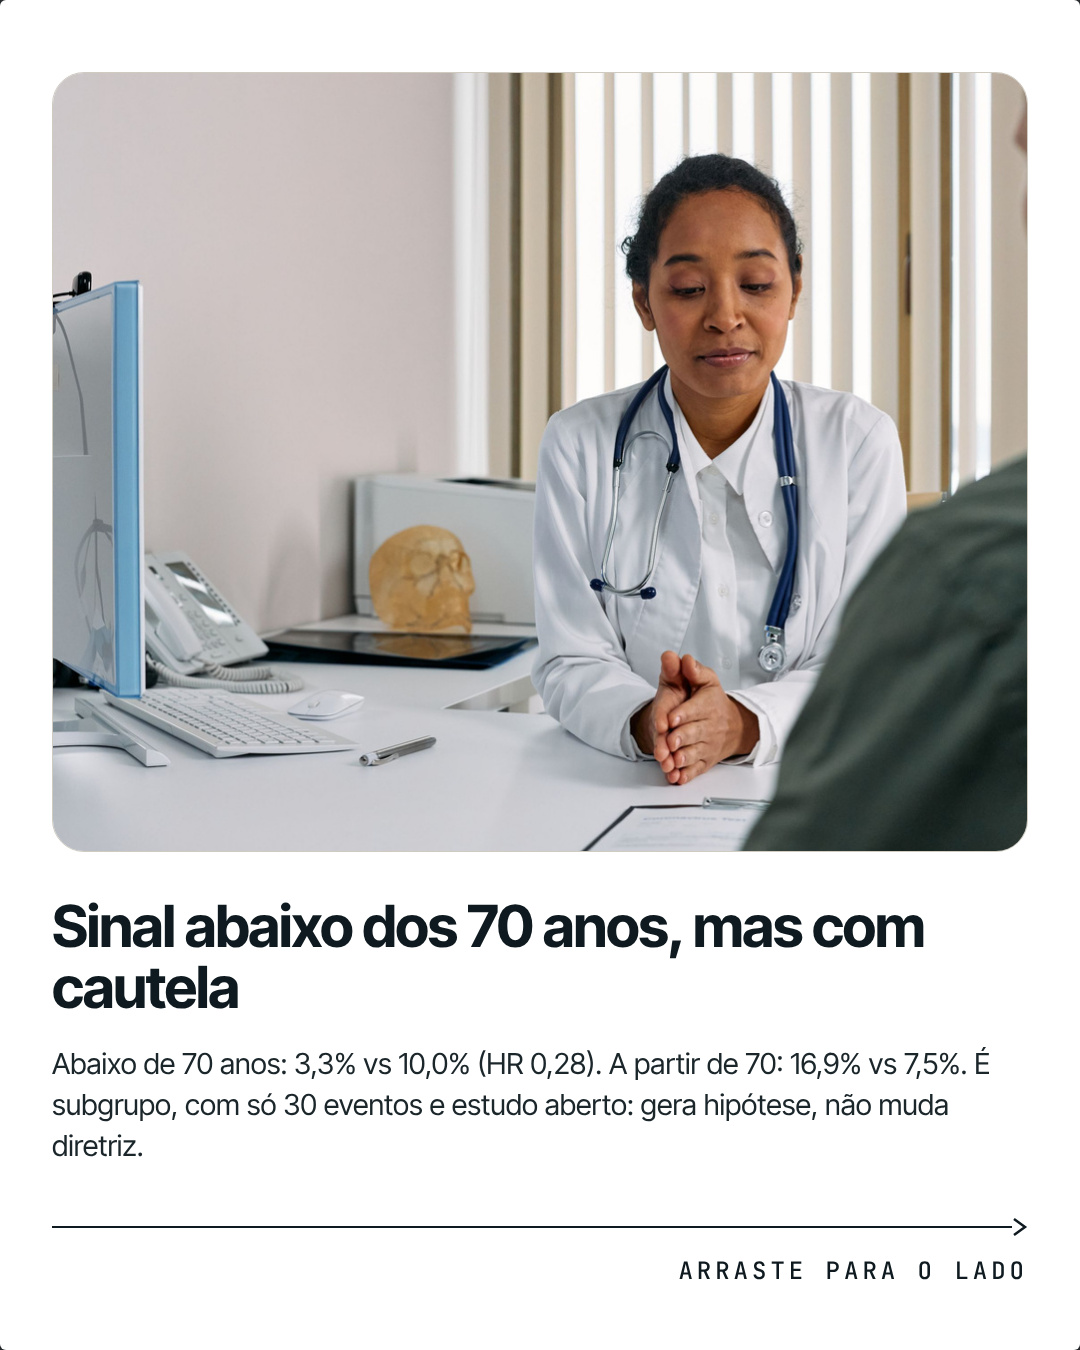 Sinal abaixo dos 70 anos, mas com
cautela
Abaixo de 70 anos: 3,3% vs 10,0% (HR 0,28). A partir de 70: 16,9% vs 7,5%. É
subgrupo, com só 30 eventos e estudo aberto: gera hipótese, não muda
diretriz.
ARRASTE PARA O LADO